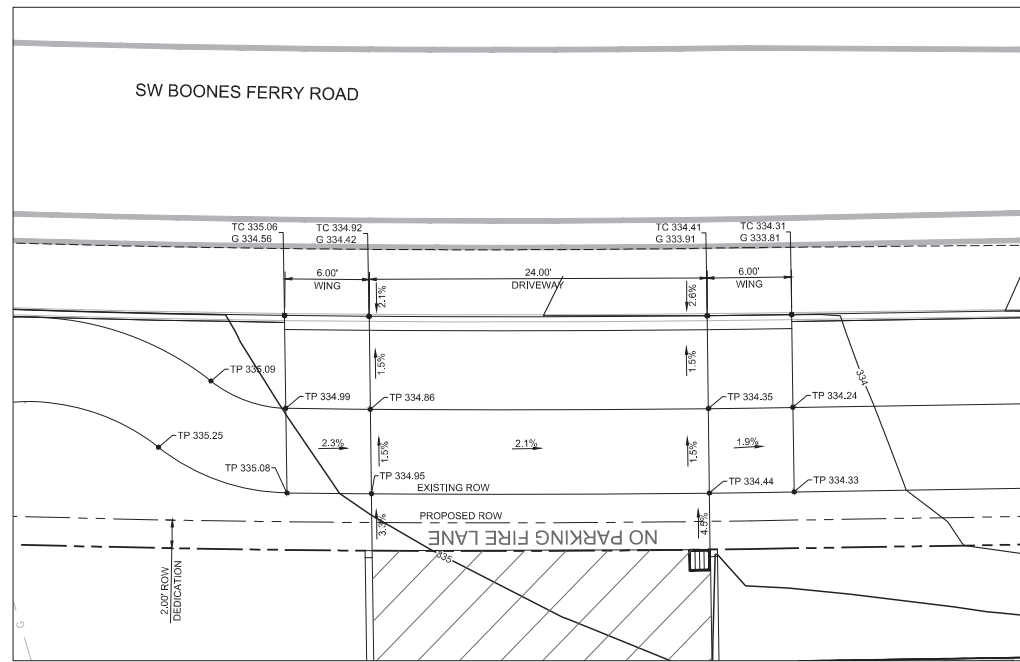 SW BOONES FERRY ROAD
TC 335.06
G 334.56
TC 334.92
G 334.42
TC 334.41
G 333.91
TC 334.31
G 333.81
6.00'
WING
24.00'
DRIVEWAY
6.00'
WING
2.1%
2.6%
1.5%
1.5%
TP 335.09
TP 334.99
TP 334.86
TP 334.35
TP 334.24
334
TP 335.25
2.3%
1.5%
2.1%
1.5%
1.9%
TP 335.08
TP 334.95
EXISTING ROW
TP 334.44
TP 334.33
PROPOSED ROW
3.3%
4.5%
NO PARKING FIRE LANE
335
2.00' ROW
DEDICATION
G